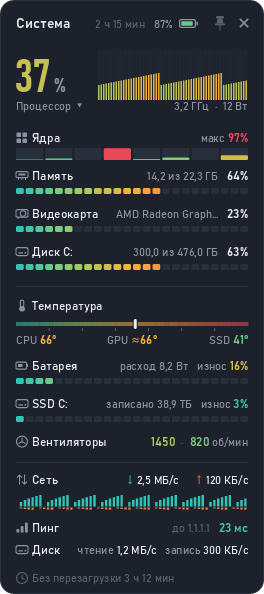 Система 2 ч 15 мин 87%
37 %
Процессор 3,2 ГГц · 12 Вт
Ядра макс 97%
Память 14,2 из 22,3 ГБ 64%
Видеокарта AMD Radeon Graph... 23%
Диск C: 300,0 из 476,0 ГБ 63%
Температура
CPU 66° GPU ≈66° SSD 41°
Батарея расход 8,2 Вт износ 16%
SSD C: записано 38,9 ТБ износ 3%
Вентиляторы 1450 · 820 об/мин
Сеть ↓ 2,5 МБ/с ↑ 120 КБ/с
Пинг до 1.1.1.1 23 мс
Диск чтение 1,2 МБ/с запись 300 КБ/с
Без перезагрузки 3 ч 12 мин